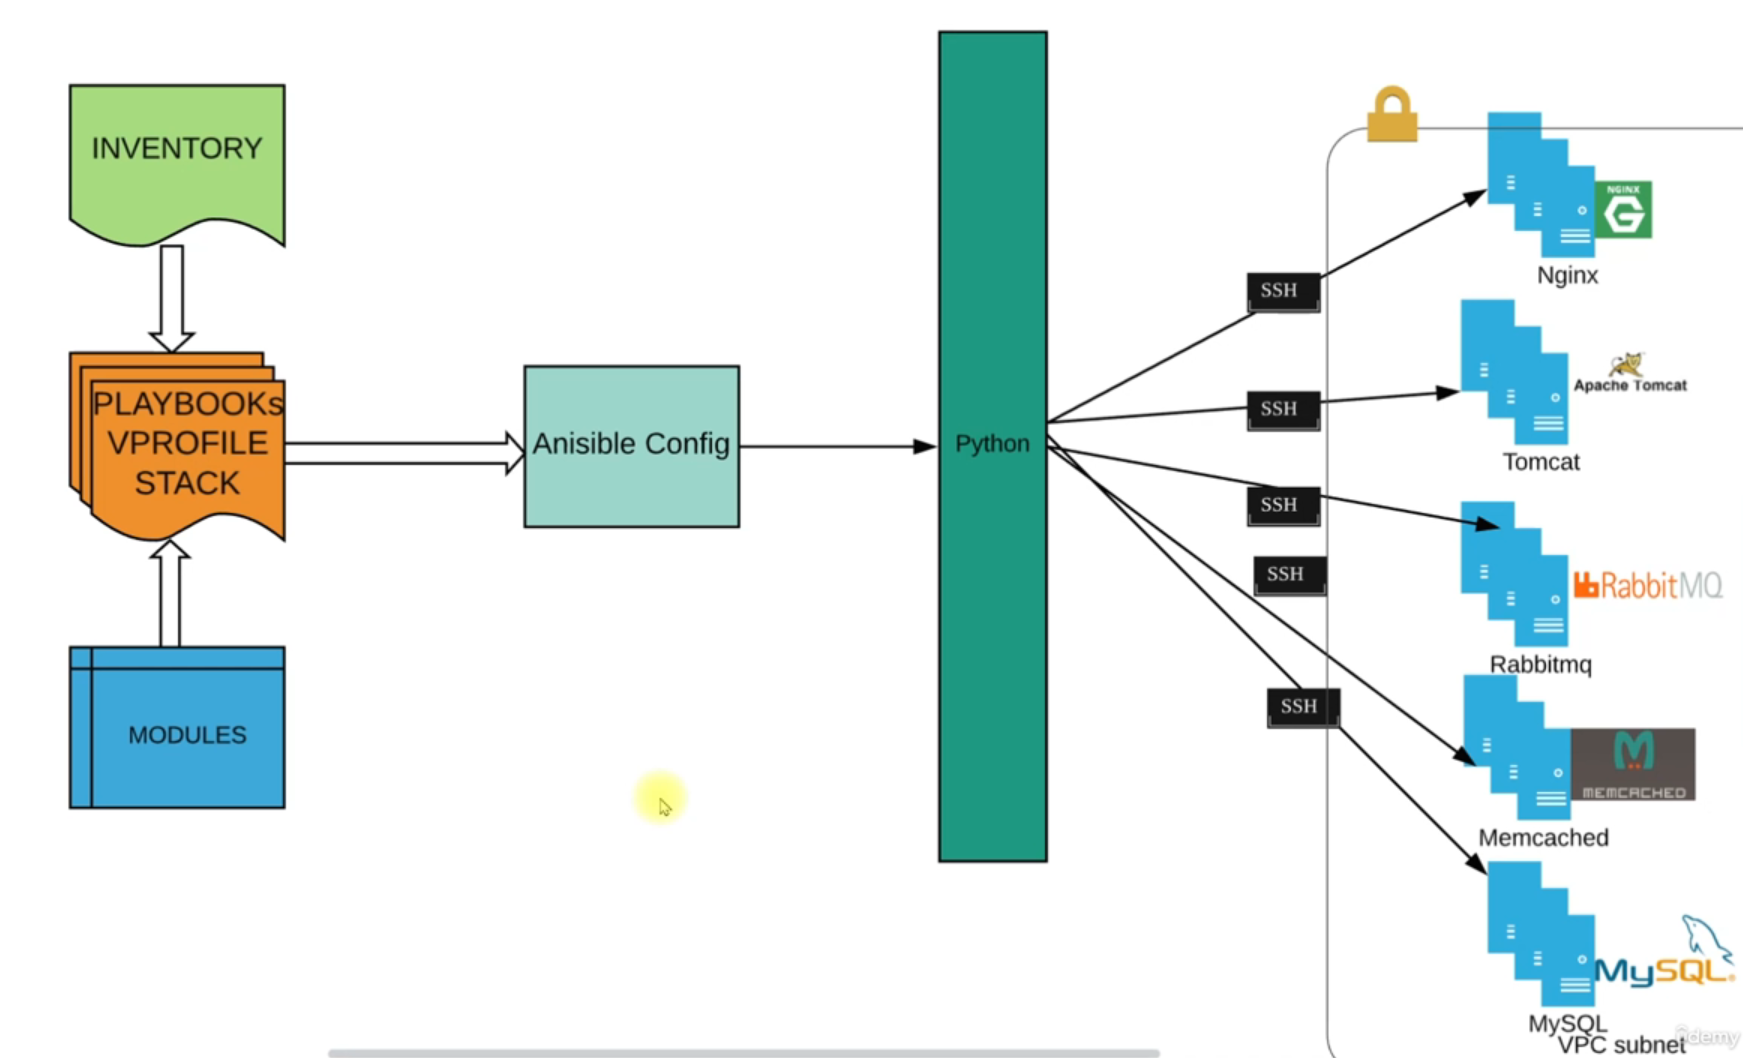 INVENTORY
PLAYBOOKs
VPROFILE
STACK
MODULES
Anisible Config
Python
SSH
SSH
SSH
SSH
SSH
NGINX
Nginx
Apache Tomcat
Tomcat
RabbitMQ
Rabbitmq
MEMCACHED
Memcached
MySQL
MySQL
VPC subnet
ûdemy